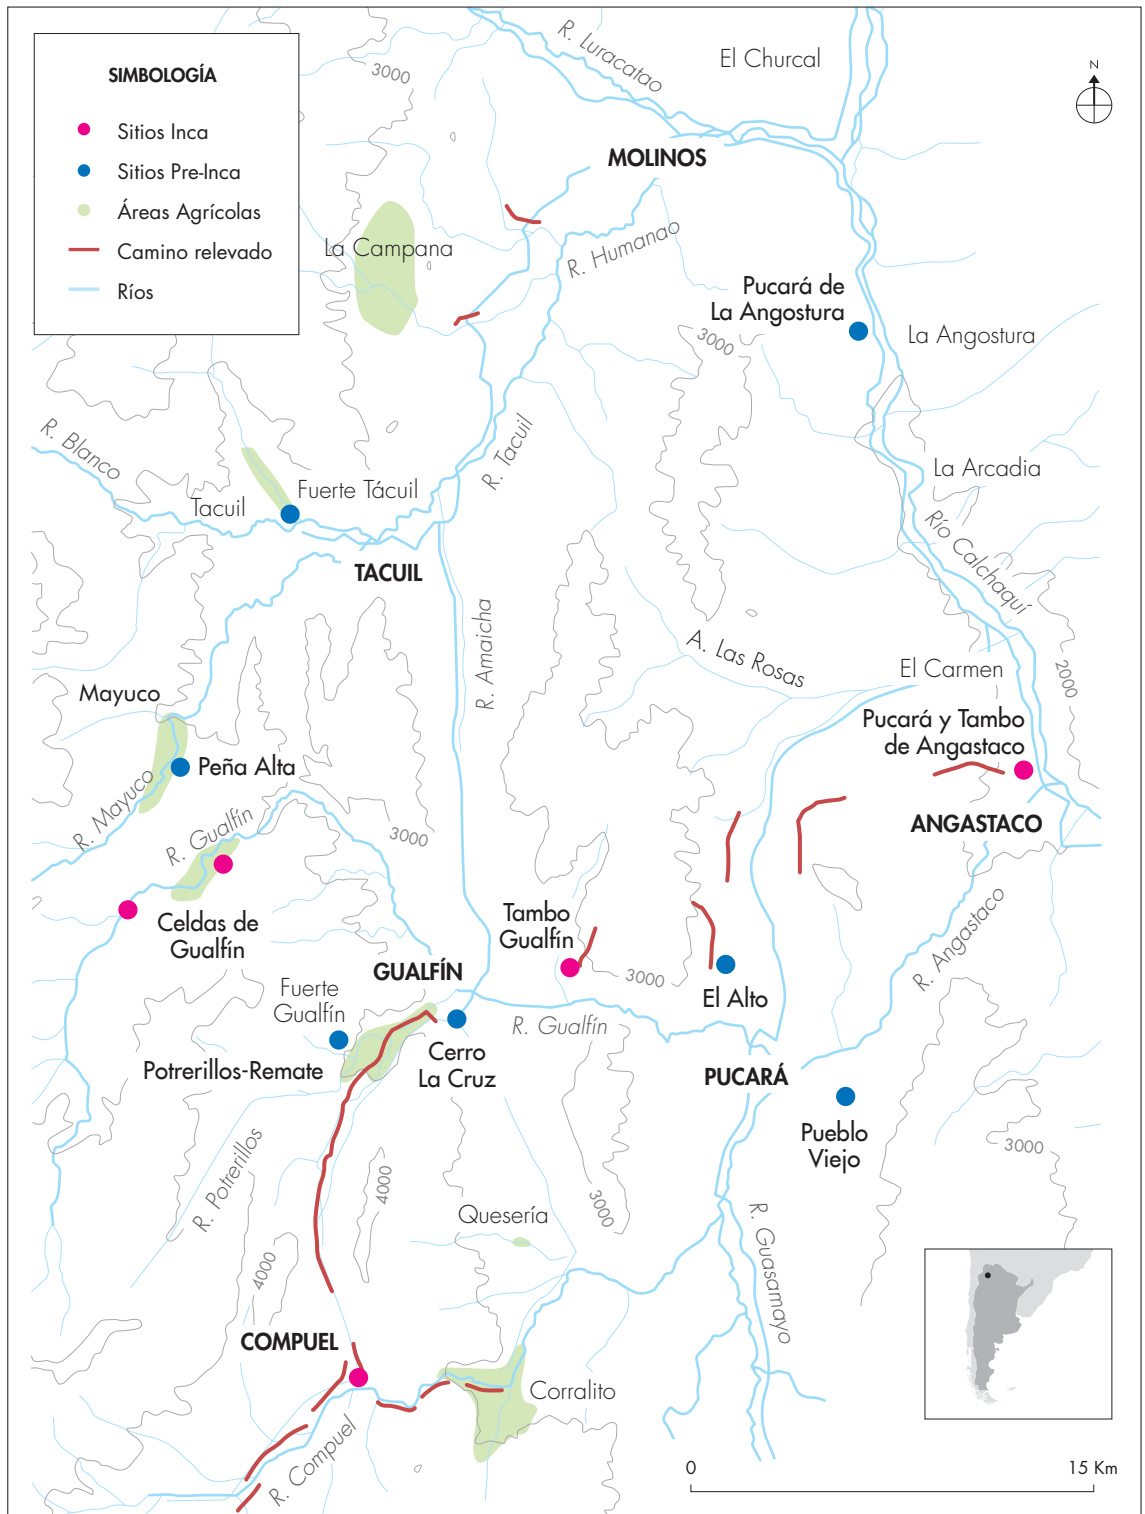 SIMBOLOGÍA
Sitios Inca
Sitios Pre-Inca
Áreas Agrícolas
Camino relevado
Ríos
R. Luracatao
El Churcal
N
3000
MOLINOS
La Campana
R. Humanao
Pucará de
La Angostura
3000
La Angostura
R. Blanco
R. Tacuil
La Arcadia
Tacuil
Fuerte Tácuil
Río Calchaquí
TACUIL
R. Amaicha
A. Las Rosas
El Carmen
2000
Mayuco
Pucará y Tambo
de Angastaco
Peña Alta
R. Mayuco
R. Gualfín
3000
ANGASTACO
Celdas de
Gualfín
Tambo
Gualfín
R. Angastaco
GUALFÍN
3000
El Alto
Fuerte
Gualfín
R. Gualfín
Potrerillos-Remate
Cerro
La Cruz
PUCARÁ
Pueblo
Viejo
3000
R. Potrerillos
4000
3000
Quesería
R. Guasamayo
4000
COMPUEL
Corralito
R. Compuel
0
15 Km